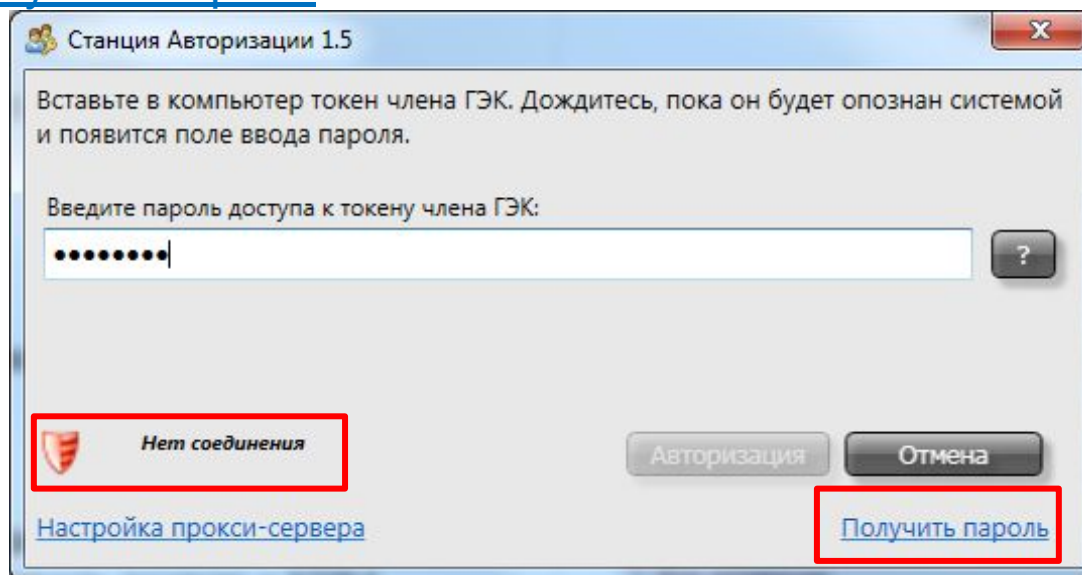 Станция Авторизации 1.5
Вставьте в компьютер токен члена ГЭК. Дождитесь, пока он будет опознан системой
и появится поле ввода пароля.
Введите пароль доступа к токену члена ГЭК:
••••••••
?
Нет соединения
Авторизация
Отмена
Настройка прокси-сервера
Получить пароль